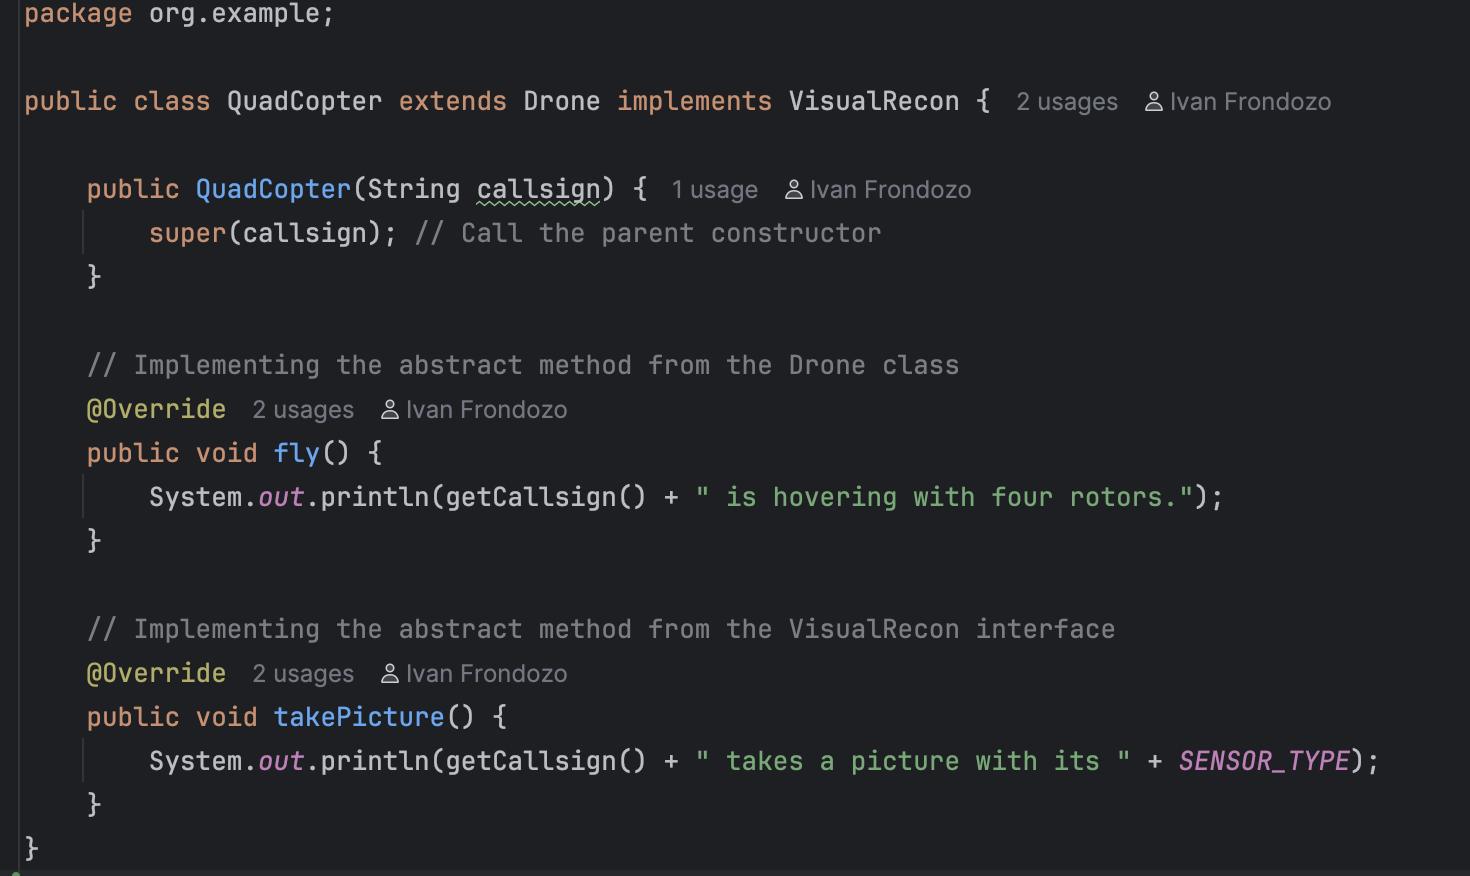 package org.example;
public class QuadCopter extends Drone implements VisualRecon { 2 usages Ivan Frondozo
public QuadCopter(String callsign) { 1 usage Ivan Frondozo
super(callsign); // Call the parent constructor
}
// Implementing the abstract method from the Drone class
@Override 2 usages Ivan Frondozo
public void fly() {
System.out.println(getCallsign() + " is hovering with four rotors.");
}
// Implementing the abstract method from the VisualRecon interface
@Override 2 usages Ivan Frondozo
public void takePicture() {
System.out.println(getCallsign() + " takes a picture with its " + SENSOR_TYPE);
}
}